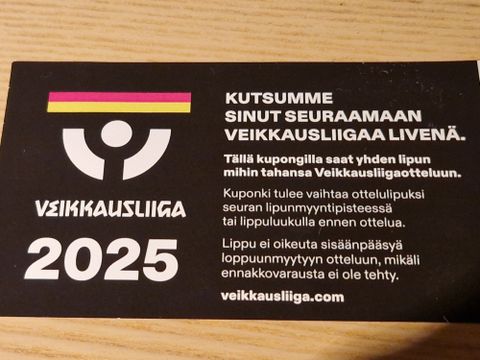 VEIKKAUSLIIGA
2025
KUTSUMME
SINUT SEURAAMAAN
VEIKKAUSLIIGAA LIVENÄ.
Tällä kupongilla saat yhden lipun
mihin tahansa Veikkausliigaotteluun.
Kuponki tulee vaihtaa ottelulipuksi
seuran lipunmyyntipisteessä
tai lippuluukulla ennen ottelua.
Lippu ei oikeuta sisäänpääsyä
loppuunmyytyyn otteluun, mikäli
ennakkovarausta ei ole tehty.
veikkausliiga.com